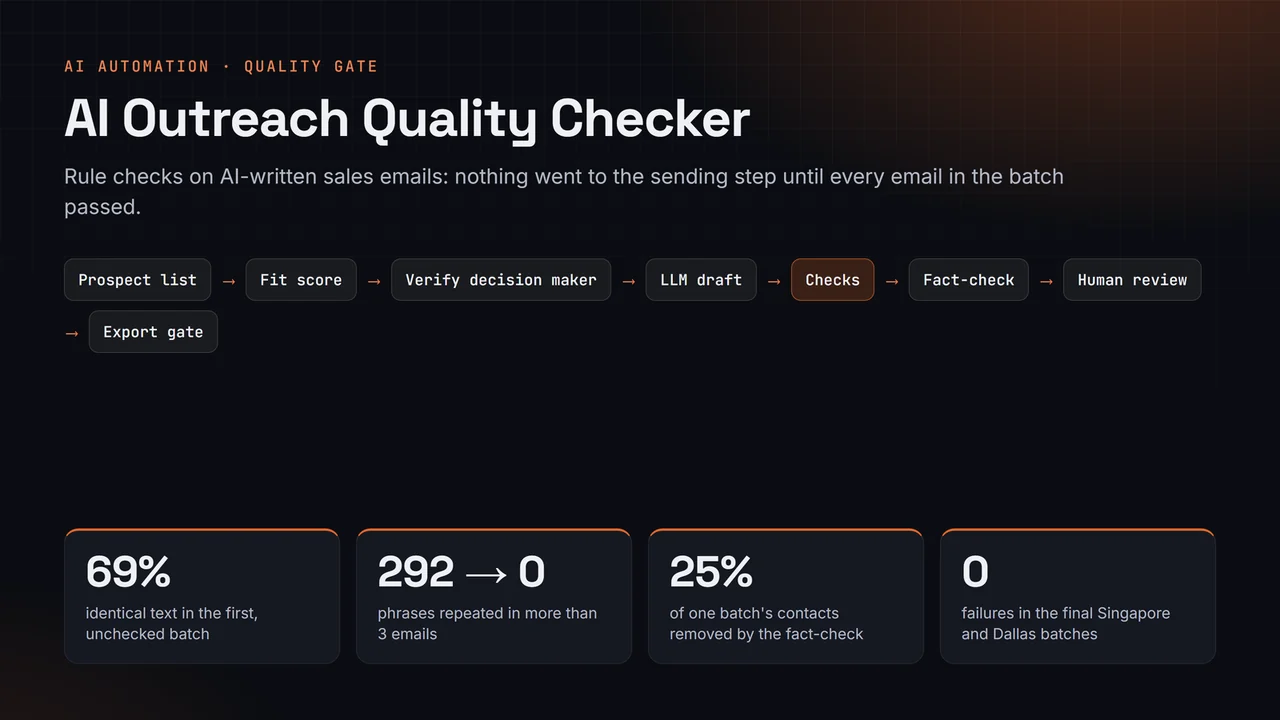 AI AUTOMATION · QUALITY GATE
AI Outreach Quality Checker
Rule checks on AI-written sales emails: nothing went to the sending step until every email in the batch
passed.
Prospect list → Fit score → Verify decision maker → LLM draft → Checks → Fact-check → Human review
→ Export gate
69%
identical text in the first,
unchecked batch
292 → 0
phrases repeated in more than
3 emails
25%
of one batch's contacts
removed by the fact-check
0
failures in the final Singapore
and Dallas batches